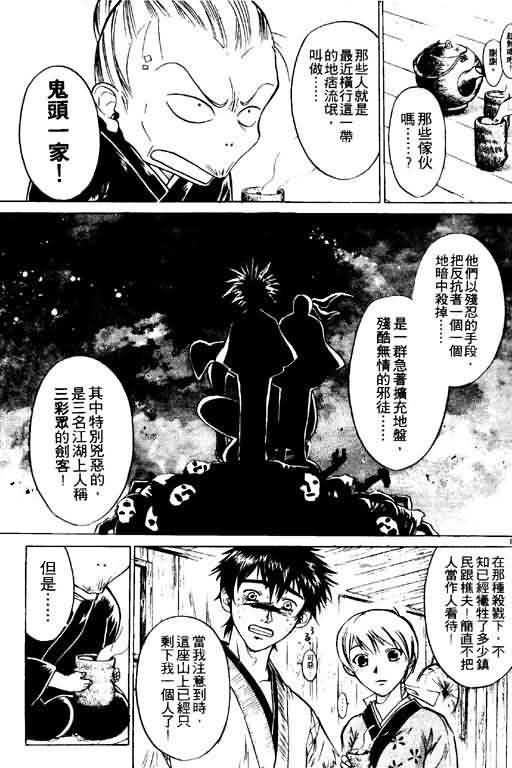 謝謝
那些傢伙
嗎……?
那些人就是
最近橫行這一帶
的地痞流氓,
叫做……
鬼頭一家!
他們以殘忍的手段,
把反抗者一個一個
地暗中殺掉……
是一群急著擴充地盤,
殘酷無情的邪徒……
其中特別兇惡的,
是三名江湖上人稱
三彩眾的劍客!
在那種殺戮下,不
知已經犧牲了多少鎮
民跟樵夫!簡直不把
人當作人看待!
當我注意到時,
這座山上已經只
剩下我一個人了!
但是……